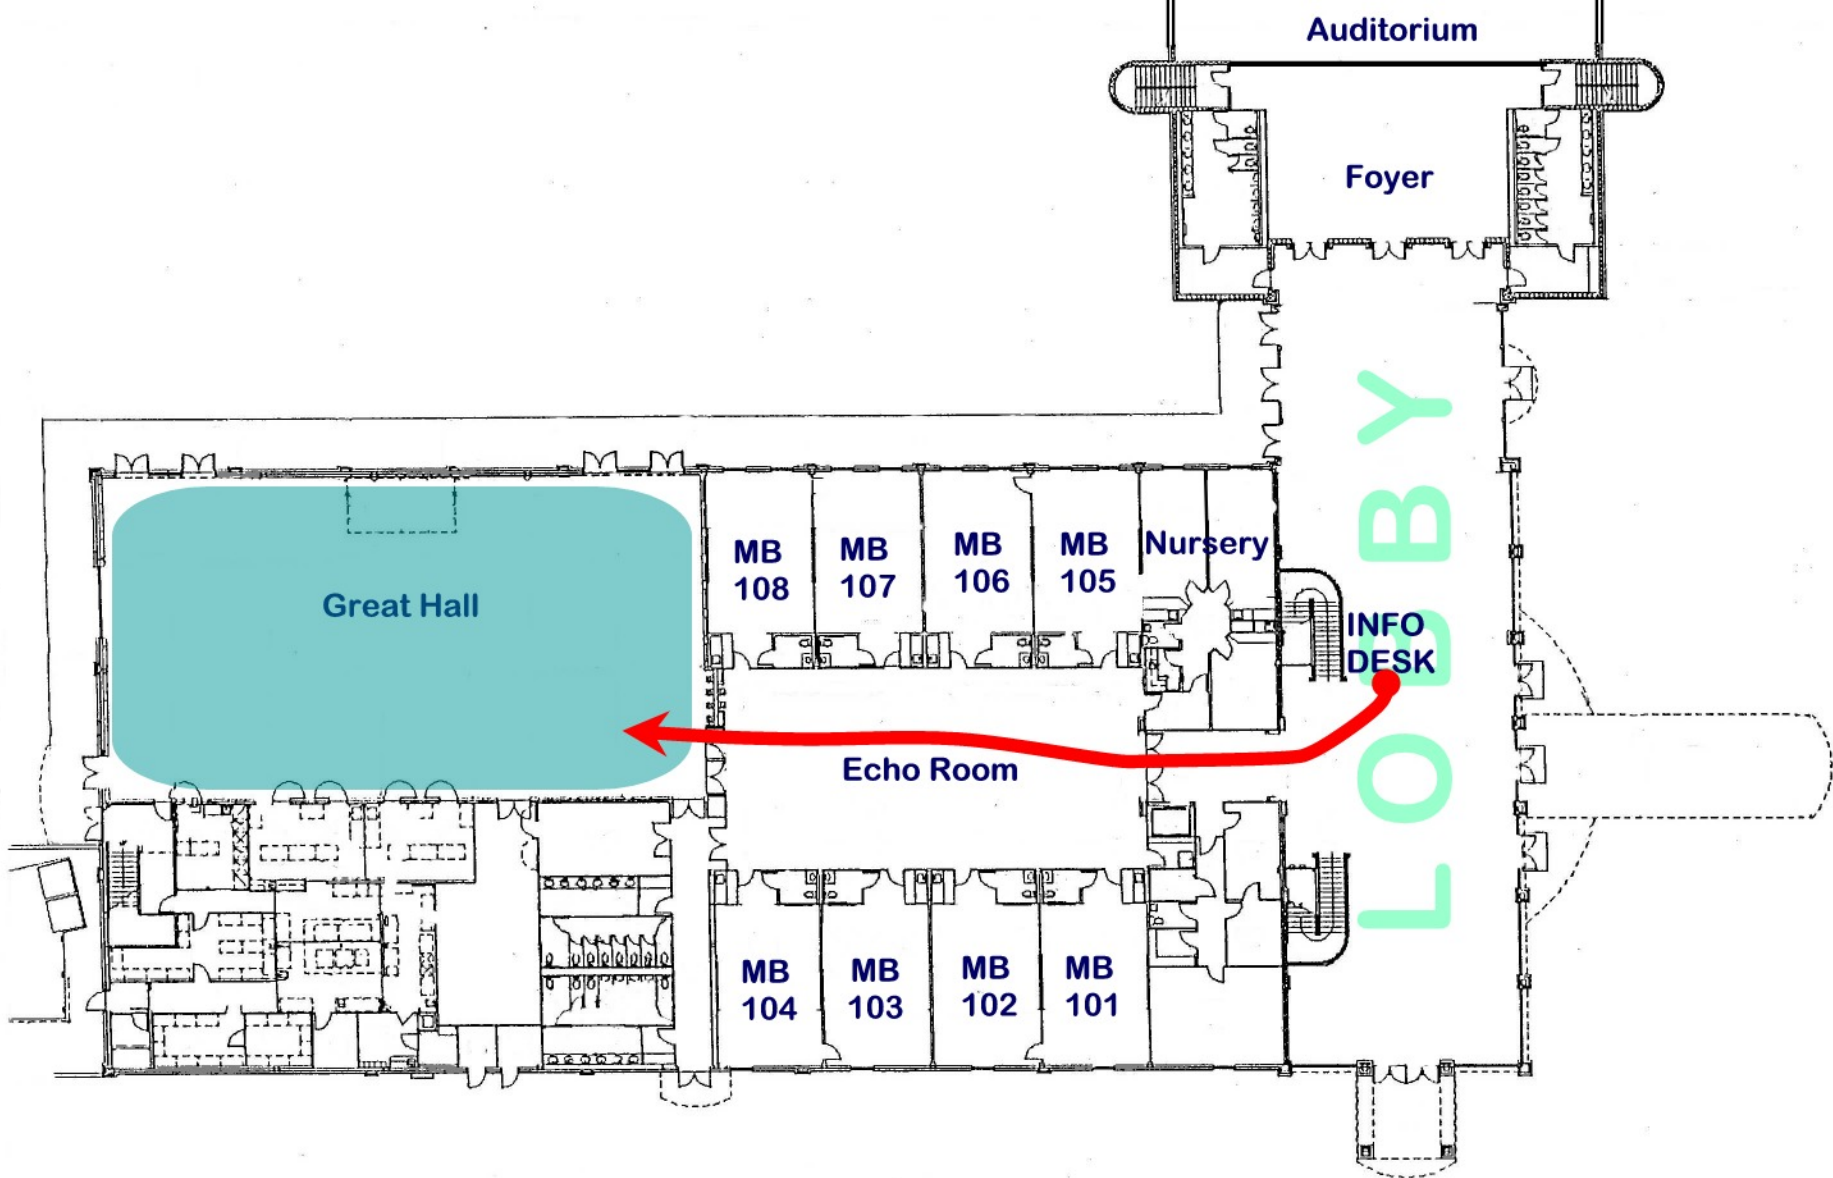 Auditorium
Foyer
LOBBY
MB
108
MB
107
MB
106
MB
105
Nursery
Great Hall
INFO
DESK
Echo Room
MB
104
MB
103
MB
102
MB
101